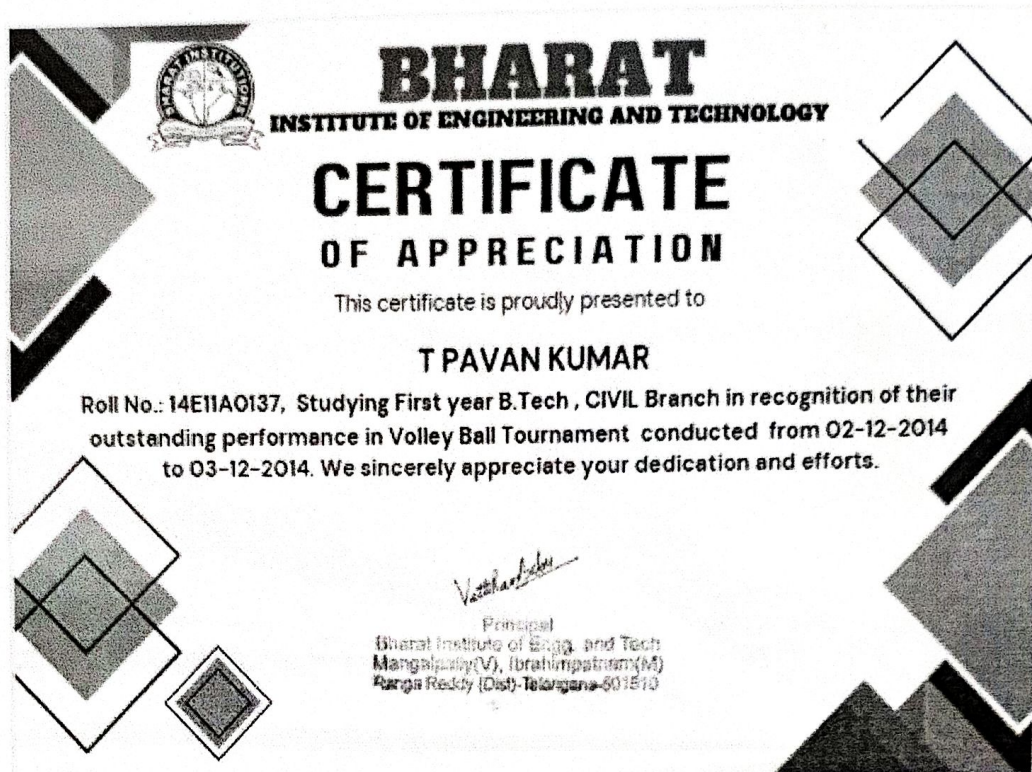 BHARAT INSTITUTIONS
BHARAT
INSTITUTE OF ENGINEERING AND TECHNOLOGY
CERTIFICATE
OF APPRECIATION
This certificate is proudly presented to
T PAVAN KUMAR
Roll No.: 14E11A0137, Studying First year B.Tech , CIVIL Branch in recognition of their
outstanding performance in Volley Ball Tournament conducted from 02-12-2014
to 03-12-2014. We sincerely appreciate your dedication and efforts.
Principal
Bharat Institute of Engg. and Tech
Mangalpally(V), Ibrahimpatnam(M)
Ranga Reddy (Dist)-Telangana-501510